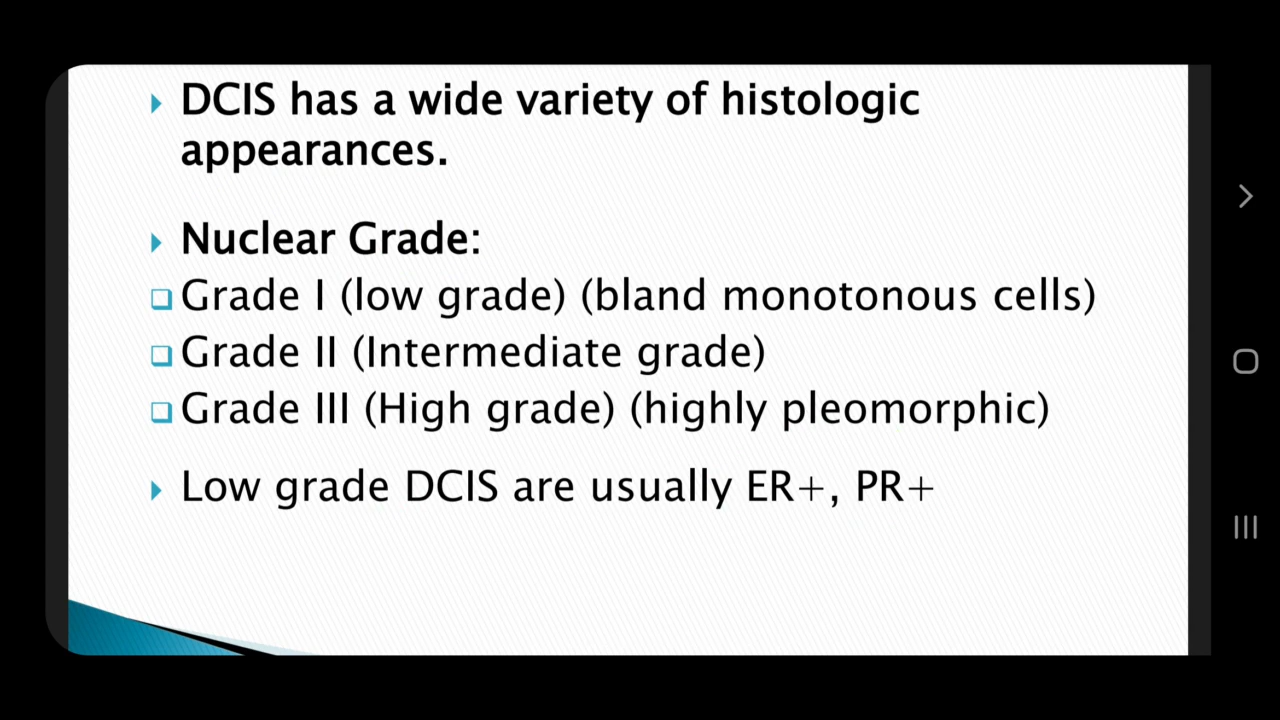 DCIS has a wide variety of histologic
appearances.
Nuclear Grade:
Grade I (low grade) (bland monotonous cells)
Grade II (Intermediate grade)
Grade III (High grade) (highly pleomorphic)
Low grade DCIS are usually ER+, PR+